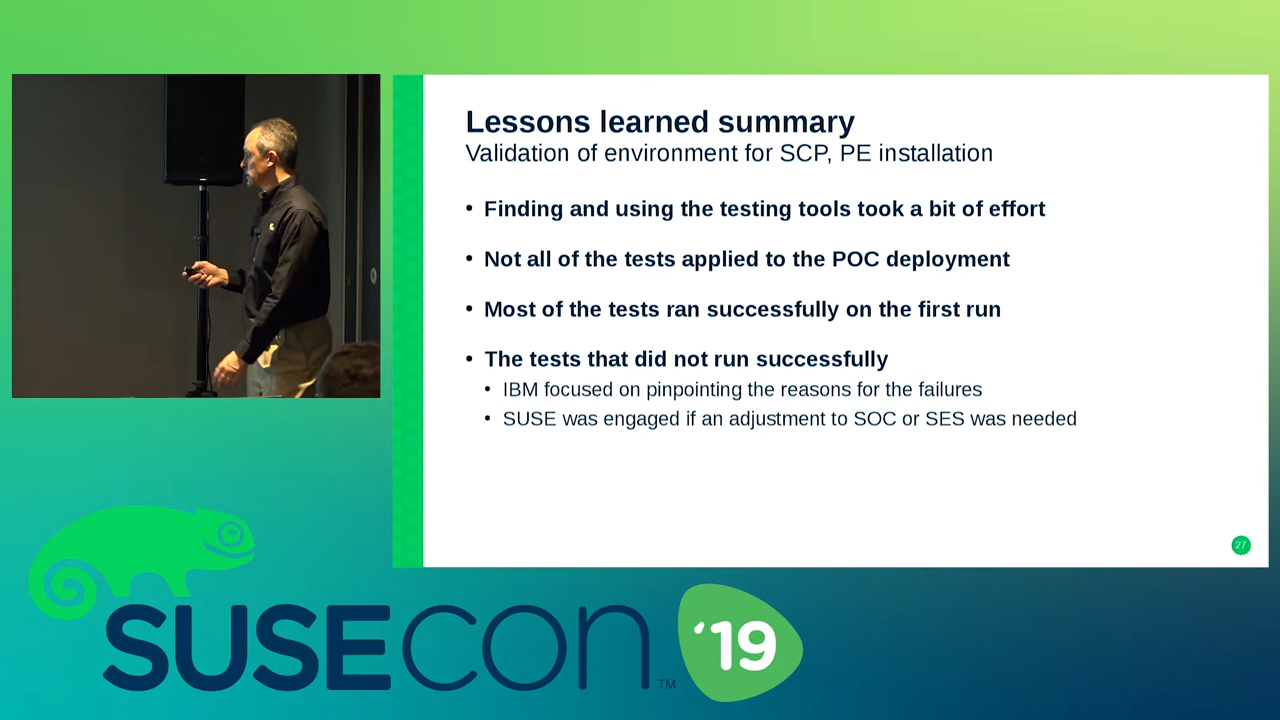 Lessons learned summary
Validation of environment for SCP, PE installation
• Finding and using the testing tools took a bit of effort
• Not all of the tests applied to the POC deployment
• Most of the tests ran successfully on the first run
• The tests that did not run successfully
• IBM focused on pinpointing the reasons for the failures
• SUSE was engaged if an adjustment to SOC or SES was needed
27
SUSECON ™ '19